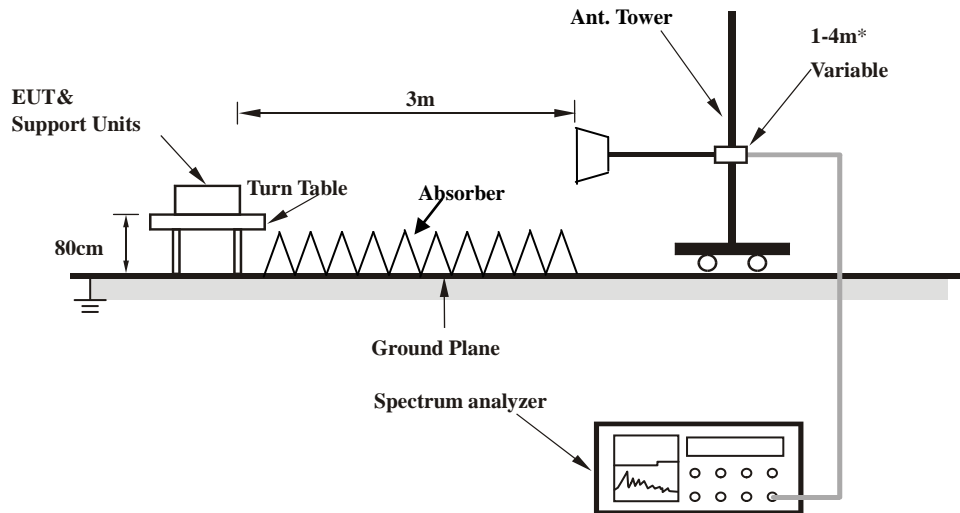 Ant. Tower
1-4m*
Variable
EUT&
Support Units
3m
Turn Table
Absorber
80cm
Ground Plane
Spectrum analyzer